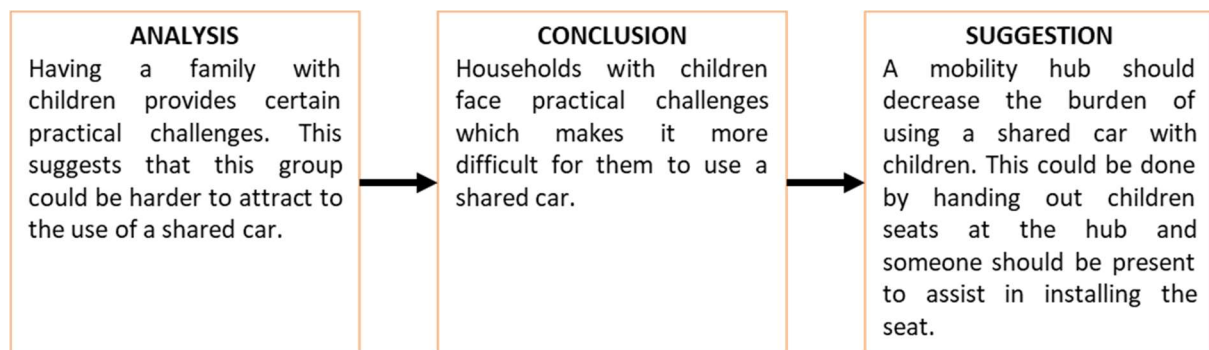 ANALYSIS
Having a family with
children provides certain
practical challenges. This
suggests that this group
could be harder to attract to
the use of a shared car.
CONCLUSION
Households with children
face practical challenges
which makes it more
difficult for them to use a
shared car.
SUGGESTION
A mobility hub should
decrease the burden of
using a shared car with
children. This could be done
by handing out children
seats at the hub and
someone should be present
to assist in installing the
seat.